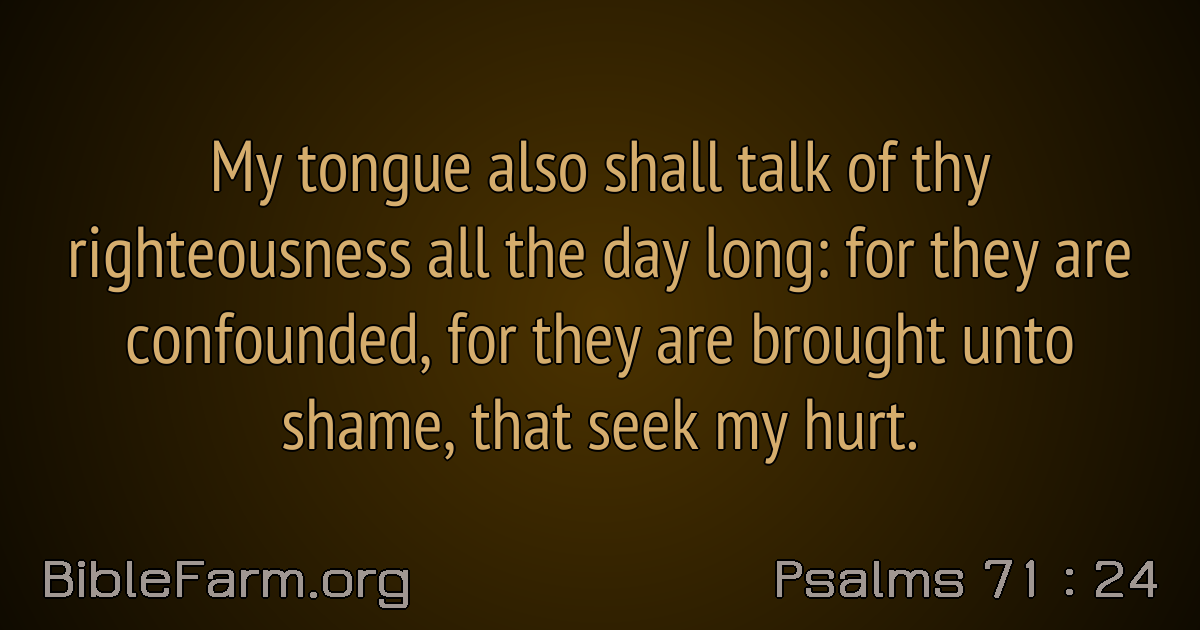 My tongue also shall talk of thy
righteousness all the day long: for they are
confounded, for they are brought unto
shame, that seek my hurt.
BibleFarm.org
Psalms 71 : 24